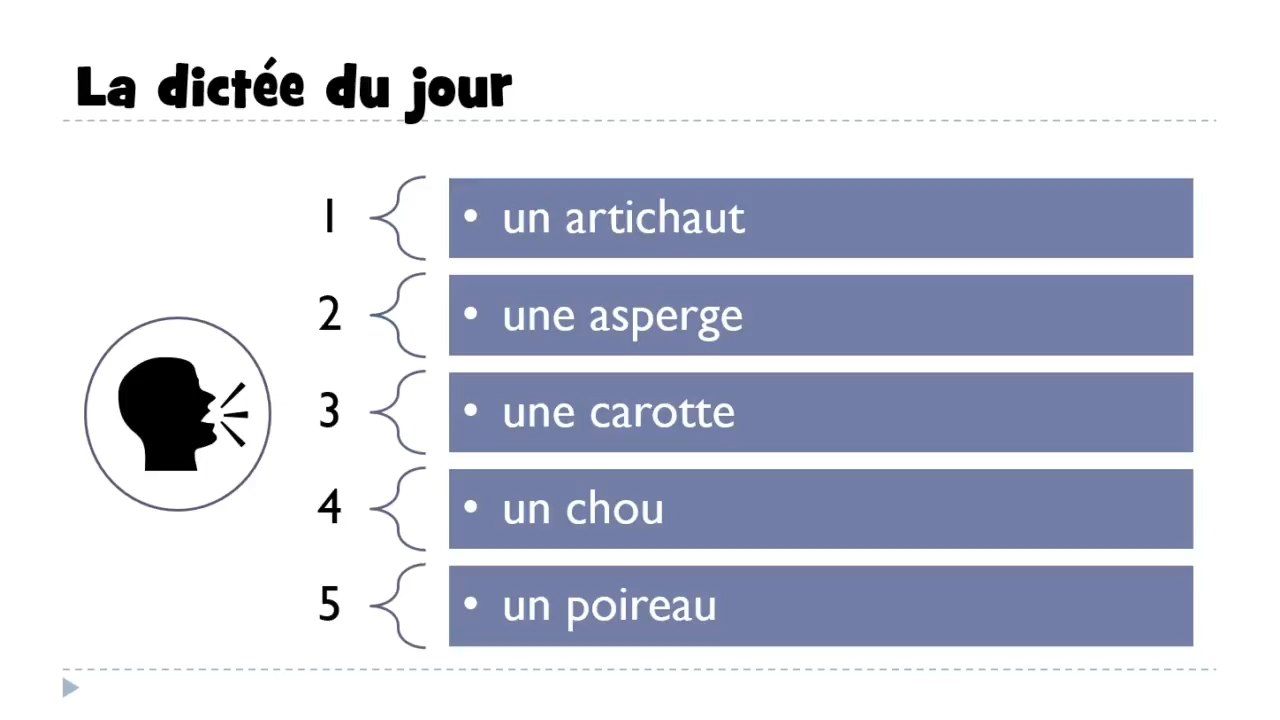 La dictée du jour
1 • un artichaut
2 • une asperge
3 • une carotte
4 • un chou
5 • un poireau